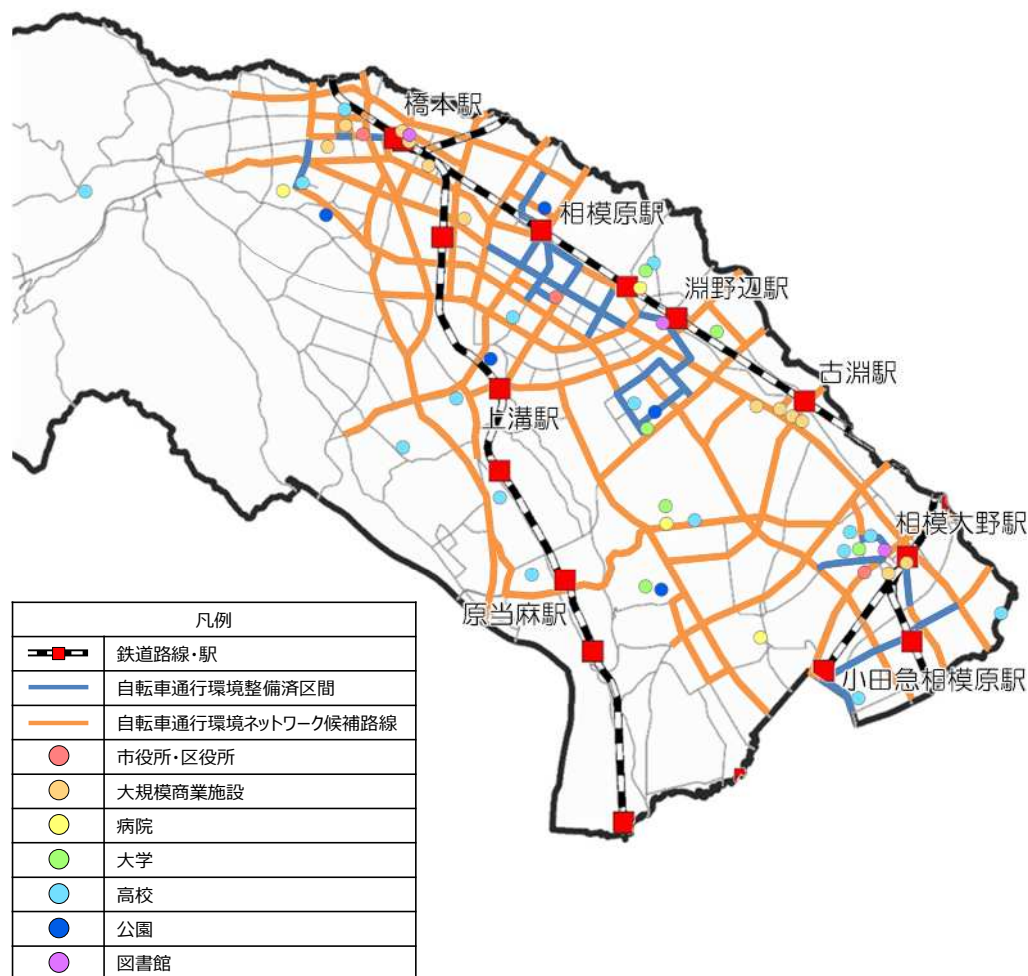 橋本駅
相模原駅
淵野辺駅
古淵駅
上溝駅
相模大野駅
原当麻駅
小田急相模原駅
凡例
鉄道路線・駅
自転車通行環境整備済区間
自転車通行環境ネットワーク候補路線
市役所・区役所
大規模商業施設
病院
大学
高校
公園
図書館